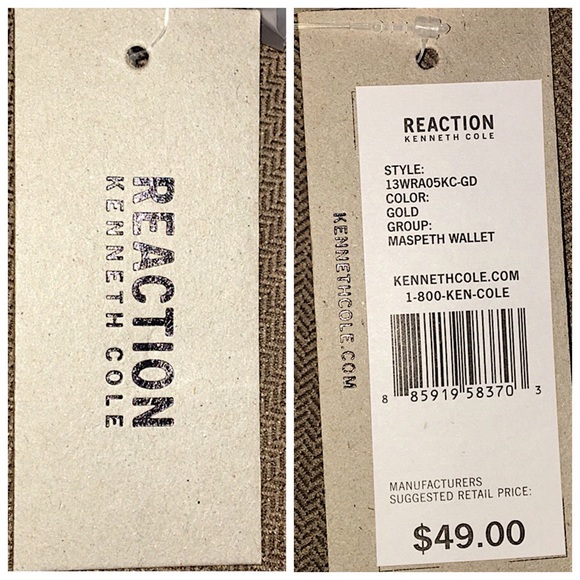 REACTION
KENNETH COLE
KENNETHCOLE.COM
REACTION
KENNETH COLE
STYLE:
13WRA05KC-GD
COLOR:
GOLD
GROUP:
MASPETH WALLET
KENNETHCOLE.COM
1-800-KEN-COLE
8 85919 58370 3
MANUFACTURERS
SUGGESTED RETAIL PRICE:
$49.00